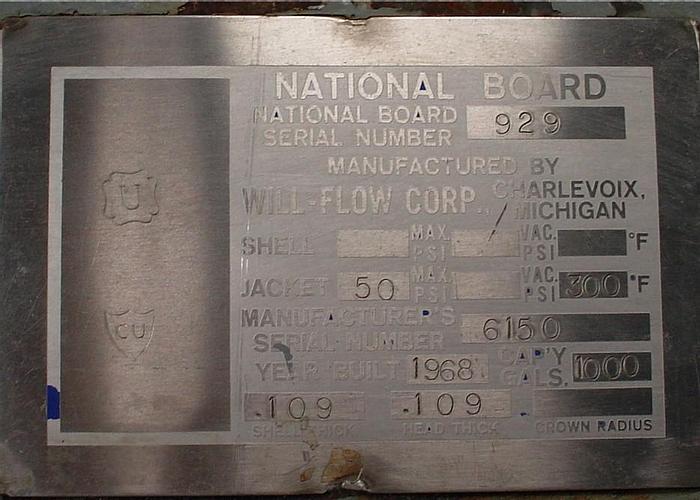 NATIONAL BOARD
NATIONAL BOARD SERIAL NUMBER 929
MANUFACTURED BY
WILL-FLOW CORP., CHARLEVOIX, MICHIGAN
U
SHELL MAX. PSI VAC. PSI °F
JACKET 50 MAX. PSI VAC. PSI 300 °F
CU
MANUFACTURER'S SERIAL NUMBER 6150
YEAR BUILT 1968 CAP'Y GALS. 1000
.109 .109
SHELL THICK HEAD THICK CROWN RADIUS